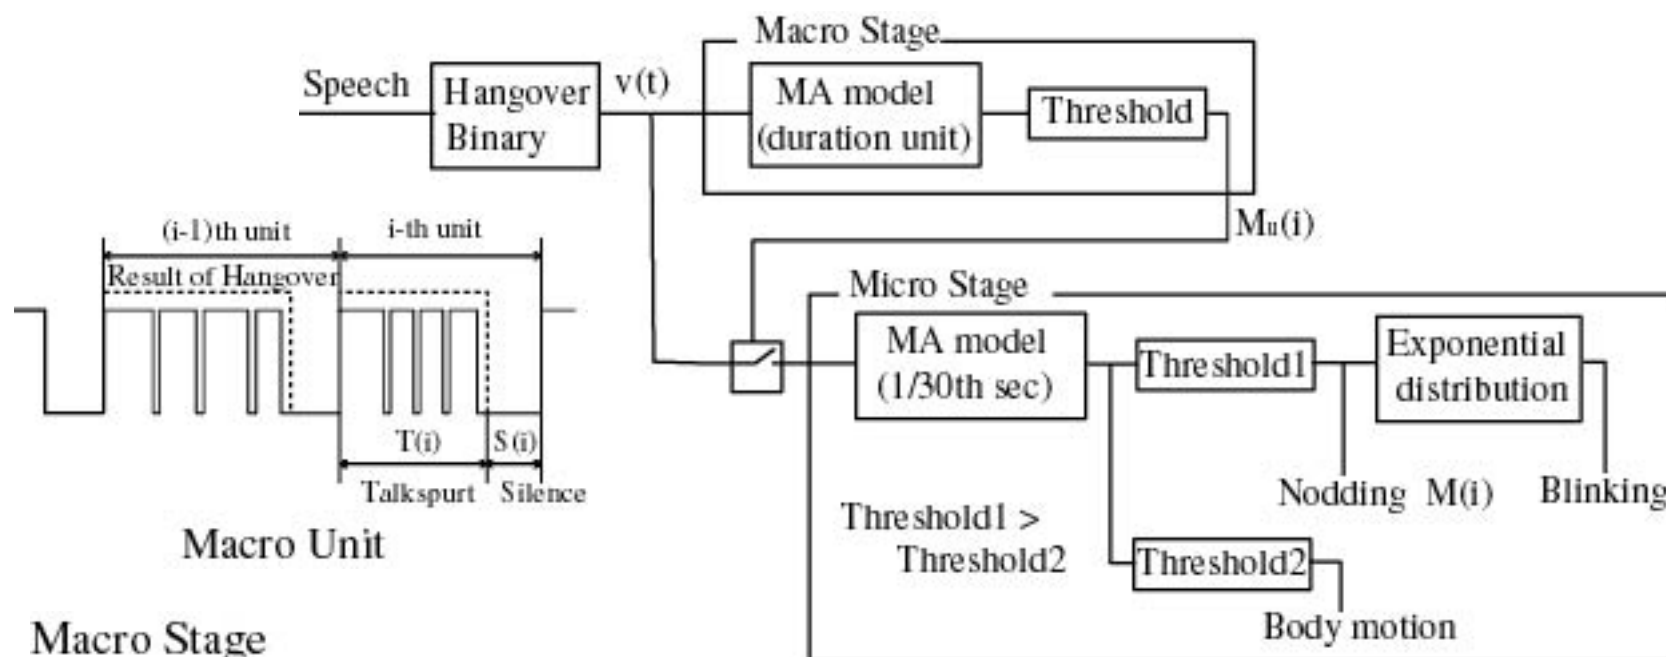 Macro Stage
Speech
Hangover
Binary
v(t)
MA model
(duration unit)
Threshold
Mu(i)
(i-1)th unit
i-th unit
Result of Hangover
T(i)
S(i)
Talkspurt
Silence
Macro Unit
Micro Stage
MA model
(1/30th sec)
Threshold1
Exponential
distribution
Nodding M(i)
Blinking
Threshold1 >
Threshold2
Threshold2
Body motion
Macro Stage